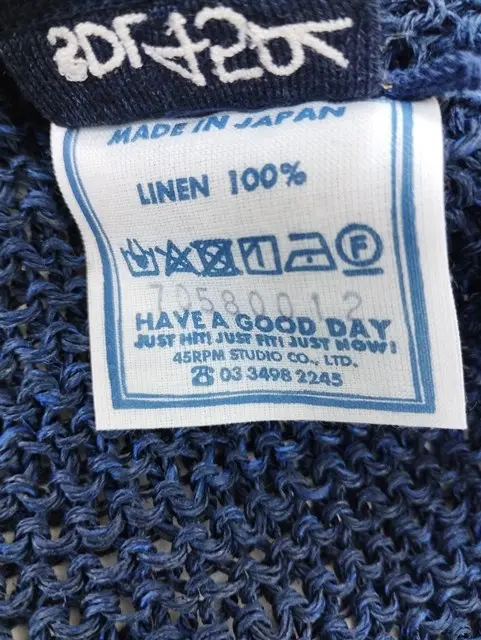 MADE IN JAPAN
LINEN 100%
F
70580012
HAVE A GOOD DAY
JUST HIT! JUST FIT! JUST NOW!
45RPM STUDIO CO., LTD.
☎ 03 3498 2245